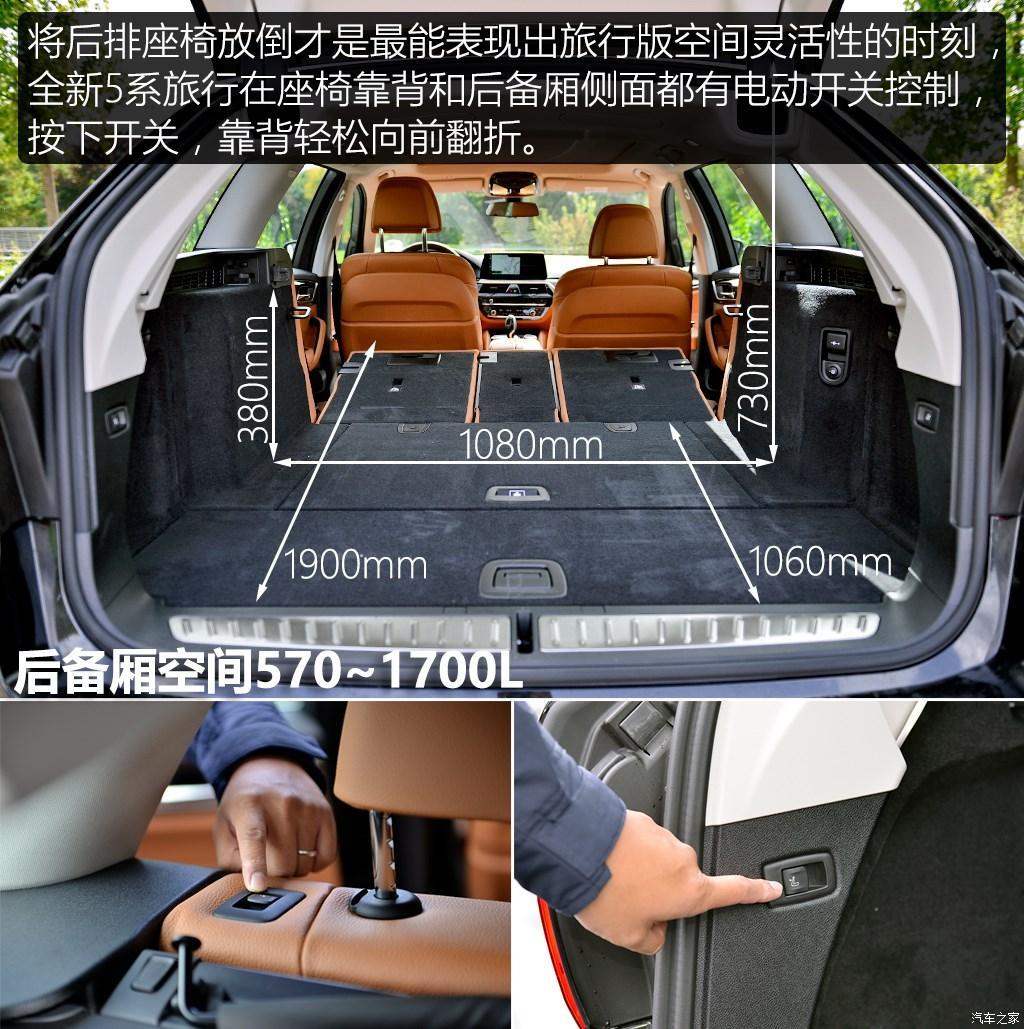 将后排座椅放倒才是最能表现出旅行版空间灵活性的时刻，
全新5系旅行在座椅靠背和后备厢侧面都有电动开关控制，
按下开关，靠背轻松向前翻折。
380mm
730mm
1080mm
1900mm
1060mm
后备厢空间570~1700L
汽车之家